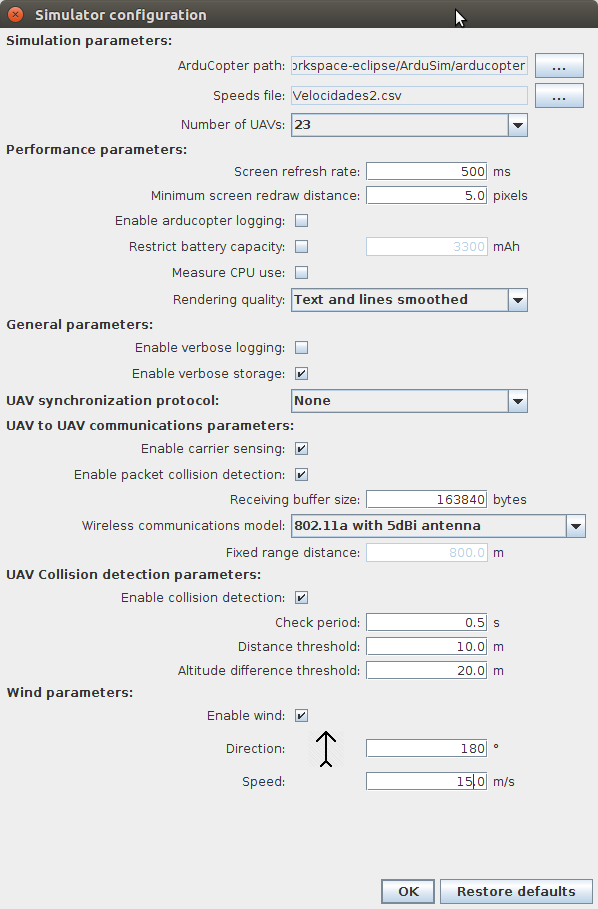 Simulator configuration
Simulation parameters:
ArduCopter path: orkspace-eclipse/ArduSim/arducopter ...
Speeds file: Velocidades2.csv ...
Number of UAVs: 23
Performance parameters:
Screen refresh rate: 500 ms
Minimum screen redraw distance: 5.0 pixels
Enable arducopter logging:
Restrict battery capacity: 3300 mAh
Measure CPU use:
Rendering quality: Text and lines smoothed
General parameters:
Enable verbose logging:
Enable verbose storage:
UAV synchronization protocol: None
UAV to UAV communications parameters:
Enable carrier sensing:
Enable packet collision detection:
Receiving buffer size: 163840 bytes
Wireless communications model: 802.11a with 5dBi antenna
Fixed range distance: 800.0 m
UAV Collision detection parameters:
Enable collision detection:
Check period: 0.5 s
Distance threshold: 10.0 m
Altitude difference threshold: 20.0 m
Wind parameters:
Enable wind:
Direction: 180 °
Speed: 15.0 m/s
OK Restore defaults